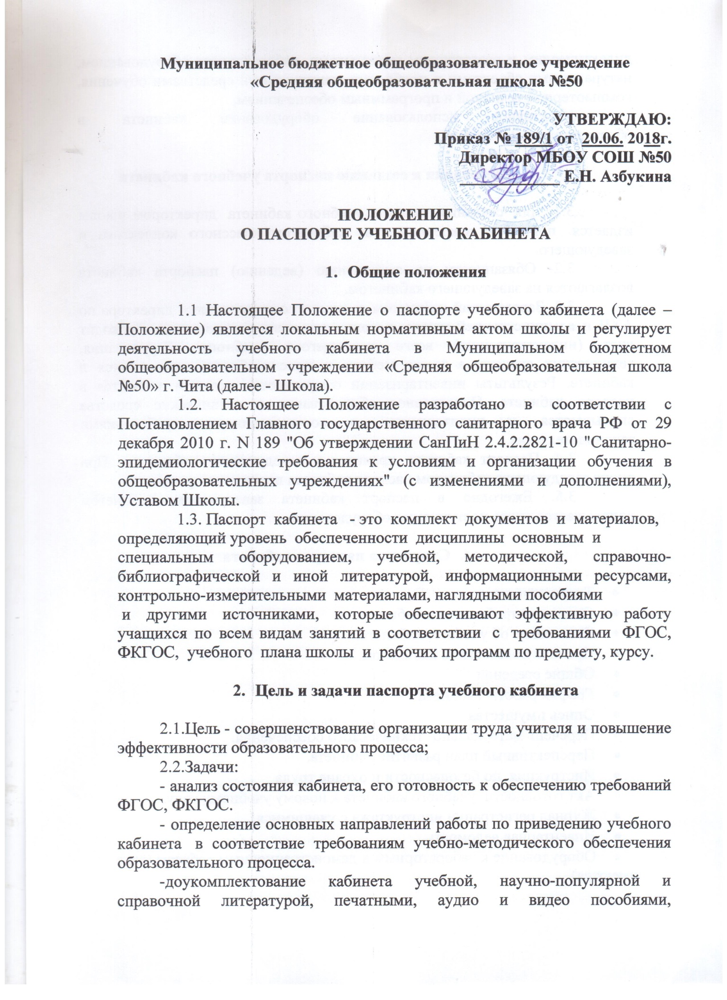 Муниципальное бюджетное общеобразовательное учреждение
«Средняя общеобразовательная школа №50
УТВЕРЖДАЮ:
Приказ № 189/1 от 20.06. 2018г.
Директор МБОУ СОШ №50
Е.Н. Азбукина
ОГРН 1027501157848
ПОЛОЖЕНИЕ
О ПАСПОРТЕ УЧЕБНОГО КАБИНЕТА
1. Общие положения
1.1 Настоящее Положение о паспорте учебного кабинета (далее –
Положение) является локальным нормативным актом школы и регулирует
деятельность учебного кабинета в Муниципальном бюджетном
общеобразовательном учреждении «Средняя общеобразовательная школа
№50» г. Чита (далее - Школа).
1.2. Настоящее Положение разработано в соответствии с
Постановлением Главного государственного санитарного врача РФ от 29
декабря 2010 г. N 189 "Об утверждении СанПиН 2.4.2.2821-10 "Санитарно-
эпидемиологические требования к условиям и организации обучения в
общеобразовательных учреждениях" (с изменениями и дополнениями),
Уставом Школы.
1.3. Паспорт кабинета - это комплект документов и материалов,
определяющий уровень обеспеченности дисциплины основным и
специальным оборудованием, учебной, методической, справочно-
библиографической и иной литературой, информационными ресурсами,
контрольно-измерительными материалами, наглядными пособиями
и другими источниками, которые обеспечивают эффективную работу
учащихся по всем видам занятий в соответствии с требованиями ФГОС,
ФКГОС, учебного плана школы и рабочих программ по предмету, курсу.
2. Цель и задачи паспорта учебного кабинета
2.1.Цель - совершенствование организации труда учителя и повышение
эффективности образовательного процесса;
2.2.Задачи:
- анализ состояния кабинета, его готовность к обеспечению требований
ФГОС, ФКГОС.
- определение основных направлений работы по приведению учебного
кабинета в соответствие требованиям учебно-методического обеспечения
образовательного процесса.
-доукомплектование кабинета учебной, научно-популярной и
справочной литературой, печатными, аудио и видео пособиями,